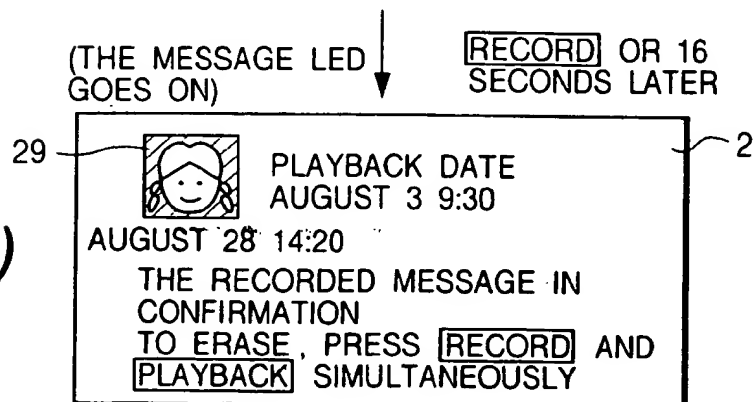 (THE MESSAGE LED GOES ON)
RECORD OR 16 SECONDS LATER
29
2
PLAYBACK DATE
AUGUST 3 9:30
AUGUST 28 14:20
THE RECORDED MESSAGE IN
CONFIRMATION
TO ERASE, PRESS RECORD AND
PLAYBACK SIMULTANEOUSLY
)